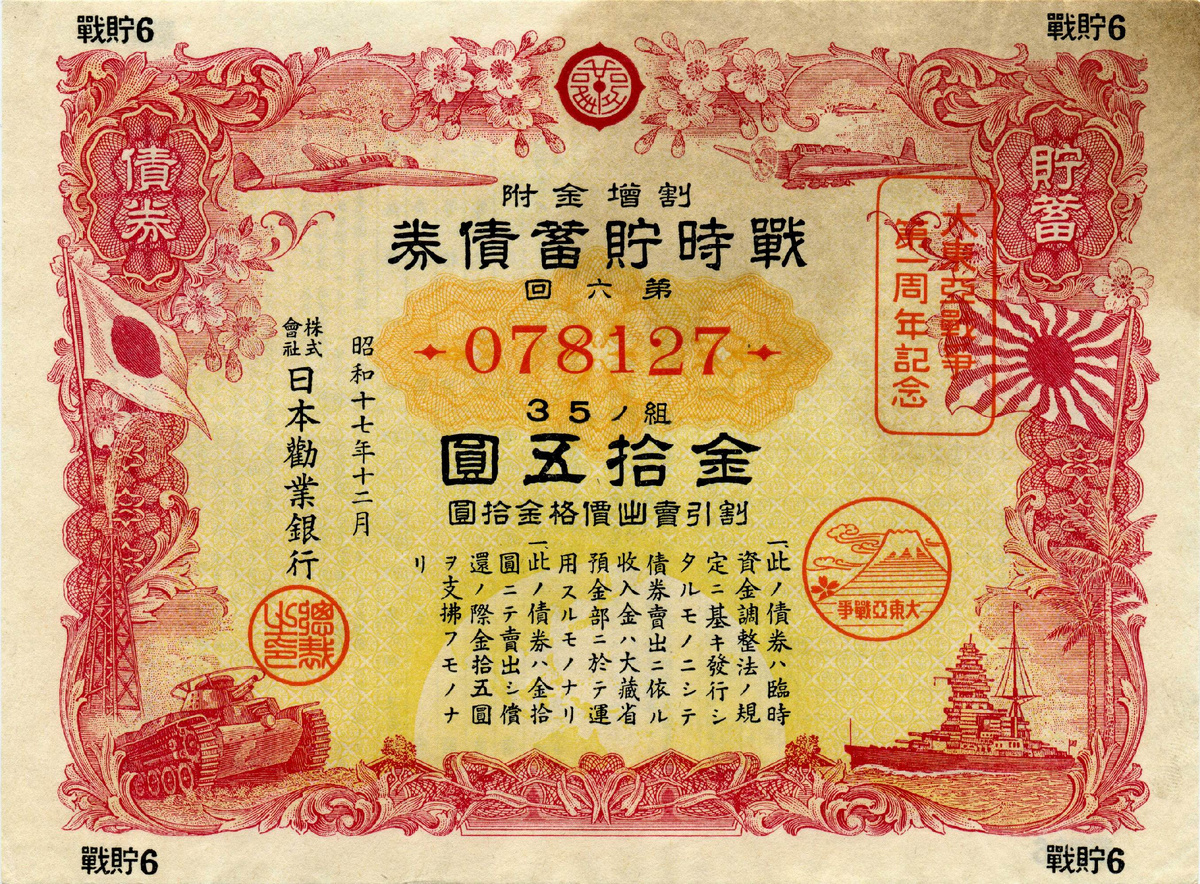 戰貯6
戰貯6
貯蓄
債券
割增金附
戰時貯蓄債券
第六回
078127
35ノ組
金拾五圓
割引賣出價格金拾圓
大東亞戰爭
第一周年記念
一、此ノ債券ハ臨時
資金調整法ノ規
定ニ基キ發行シ
タルモノニシテ
債券賣出ニ依ル
收入金ハ大藏省
預金部ニ於テ運
用スルモノナリ
一、此ノ債券ハ金拾
圓ニテ賣出シ償
還ノ際金拾五圓
ヲ支拂フモノナ
リ
昭和十七年十二月
株式會社
日本勸業銀行
大東亞戰爭
戰貯6
戰貯6